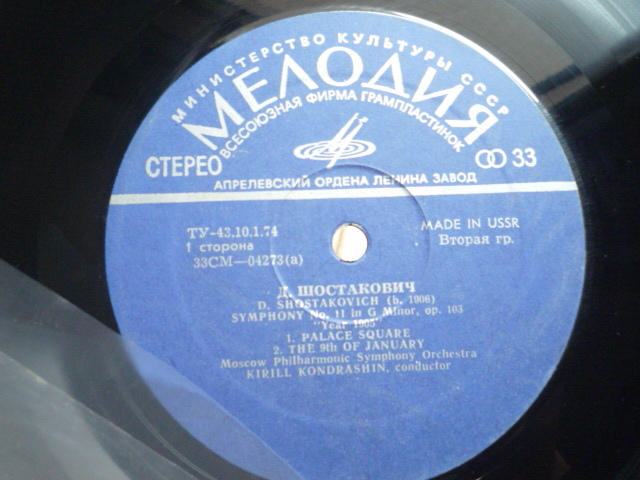 МИНИСТЕРСТВО КУЛЬТУРЫ СССР
МЕЛОДИЯ
ВСЕСОЮЗНАЯ ФИРМА ГРАМПЛАСТИНОК
СТЕРЕО
33
АПРЕЛЕВСКИЙ ОРДЕНА ЛЕНИНА ЗАВОД
ТУ-43.10.1.74
1 сторона
33СМ—04273(а)
MADE IN USSR
Вторая гр.
Д. ШОСТАКОВИЧ
D. SHOSTAKOVICH (b. 1906)
SYMPHONY No. 11 in G Minor, op. 103
"Year 1905"
1. PALACE SQUARE
2. THE 9th OF JANUARY
Moscow Philharmonic Symphony Orchestra
KIRILL KONDRASHIN, conductor